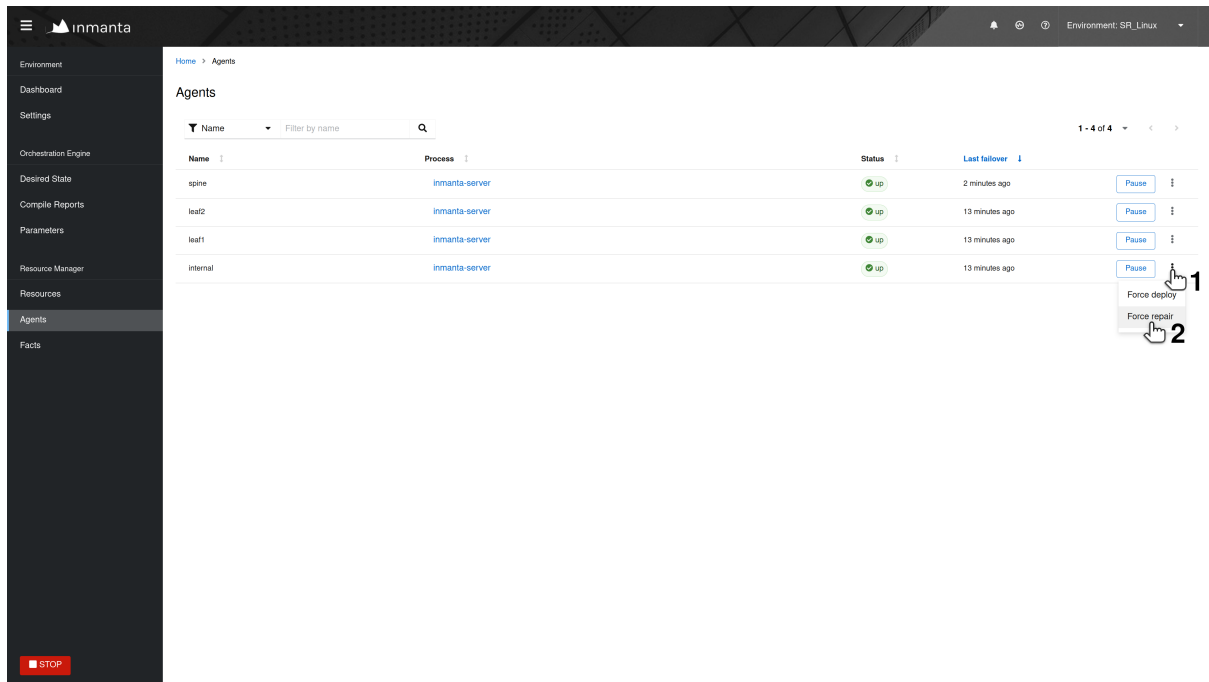 inmanta
Environment: SR_Linux
Environment
Dashboard
Settings
Orchestration Engine
Desired State
Compile Reports
Parameters
Resource Manager
Resources
Agents
Facts
STOP
Home > Agents
Agents
Name Filter by name 1 - 4 of 4
Name Process Status Last failover
spine inmanta-server up 2 minutes ago Pause
leaf2 inmanta-server up 13 minutes ago Pause
leaf1 inmanta-server up 13 minutes ago Pause
internal inmanta-server up 13 minutes ago Pause
1
Force deploy
Force repair
2